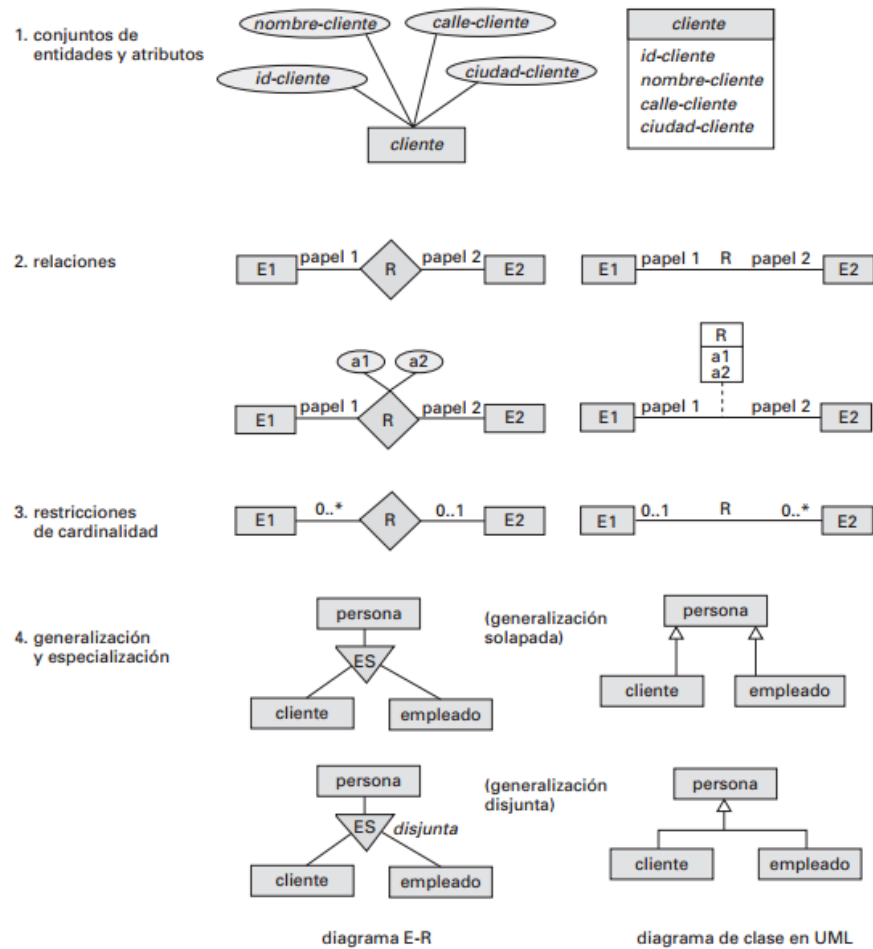 1. conjuntos de
entidades y atributos
nombre-cliente
calle-cliente
id-cliente
ciudad-cliente
cliente
cliente
id-cliente
nombre-cliente
calle-cliente
ciudad-cliente
2. relaciones
E1 papel 1 R papel 2 E2
E1 papel 1 R papel 2 E2
a1 a2
E1 papel 1 R papel 2 E2
R
a1
a2
E1 papel 1 papel 2 E2
3. restricciones
de cardinalidad
E1 0..* R 0..1 E2
E1 0..1 R 0..* E2
4. generalización
y especialización
persona
ES
cliente empleado
(generalización
solapada)
persona
cliente empleado
persona
ES disjunta
cliente empleado
(generalización
disjunta)
persona
cliente empleado
diagrama E-R
diagrama de clase en UML